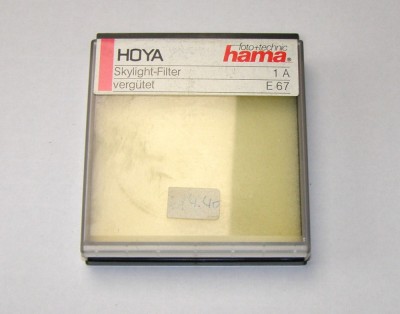 HOYA
foto+technic
hama®
Skylight-Filter 1 A
vergütet E 67